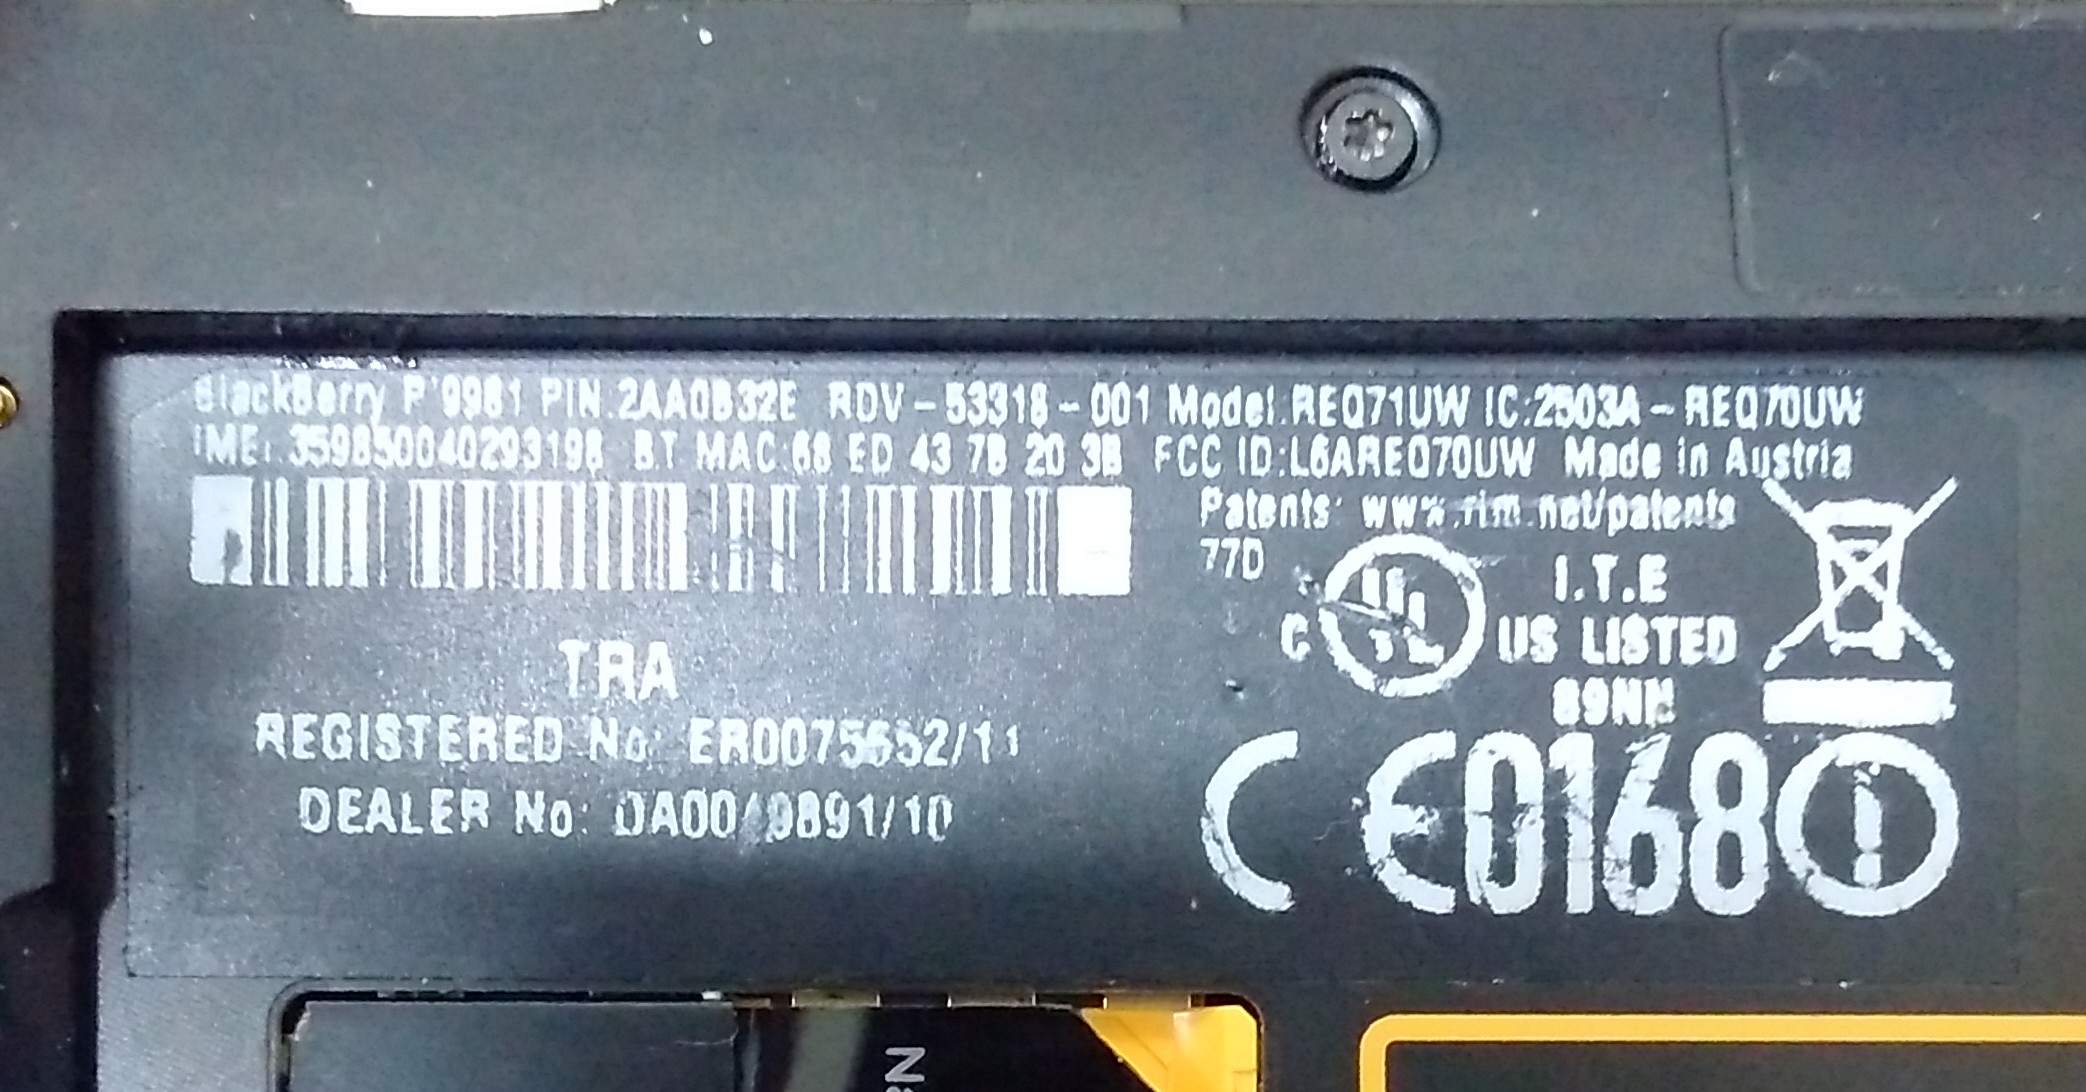 BlackBerry P'9981 PIN:2AA0B32E RDV-53318-001 Model:REQ71UW IC:2503A-REQ70UW
IMEI:359850040293198 BT MAC:68 ED 43 7B 20 3B FCC ID:L6AREQ70UW Made in Austria
Patents: www.rim.net/patents
77D
I.T.E
C UL US LISTED
89NN
TRA
REGISTERED No: ER0075652/11
DEALER No:
CE0168
N